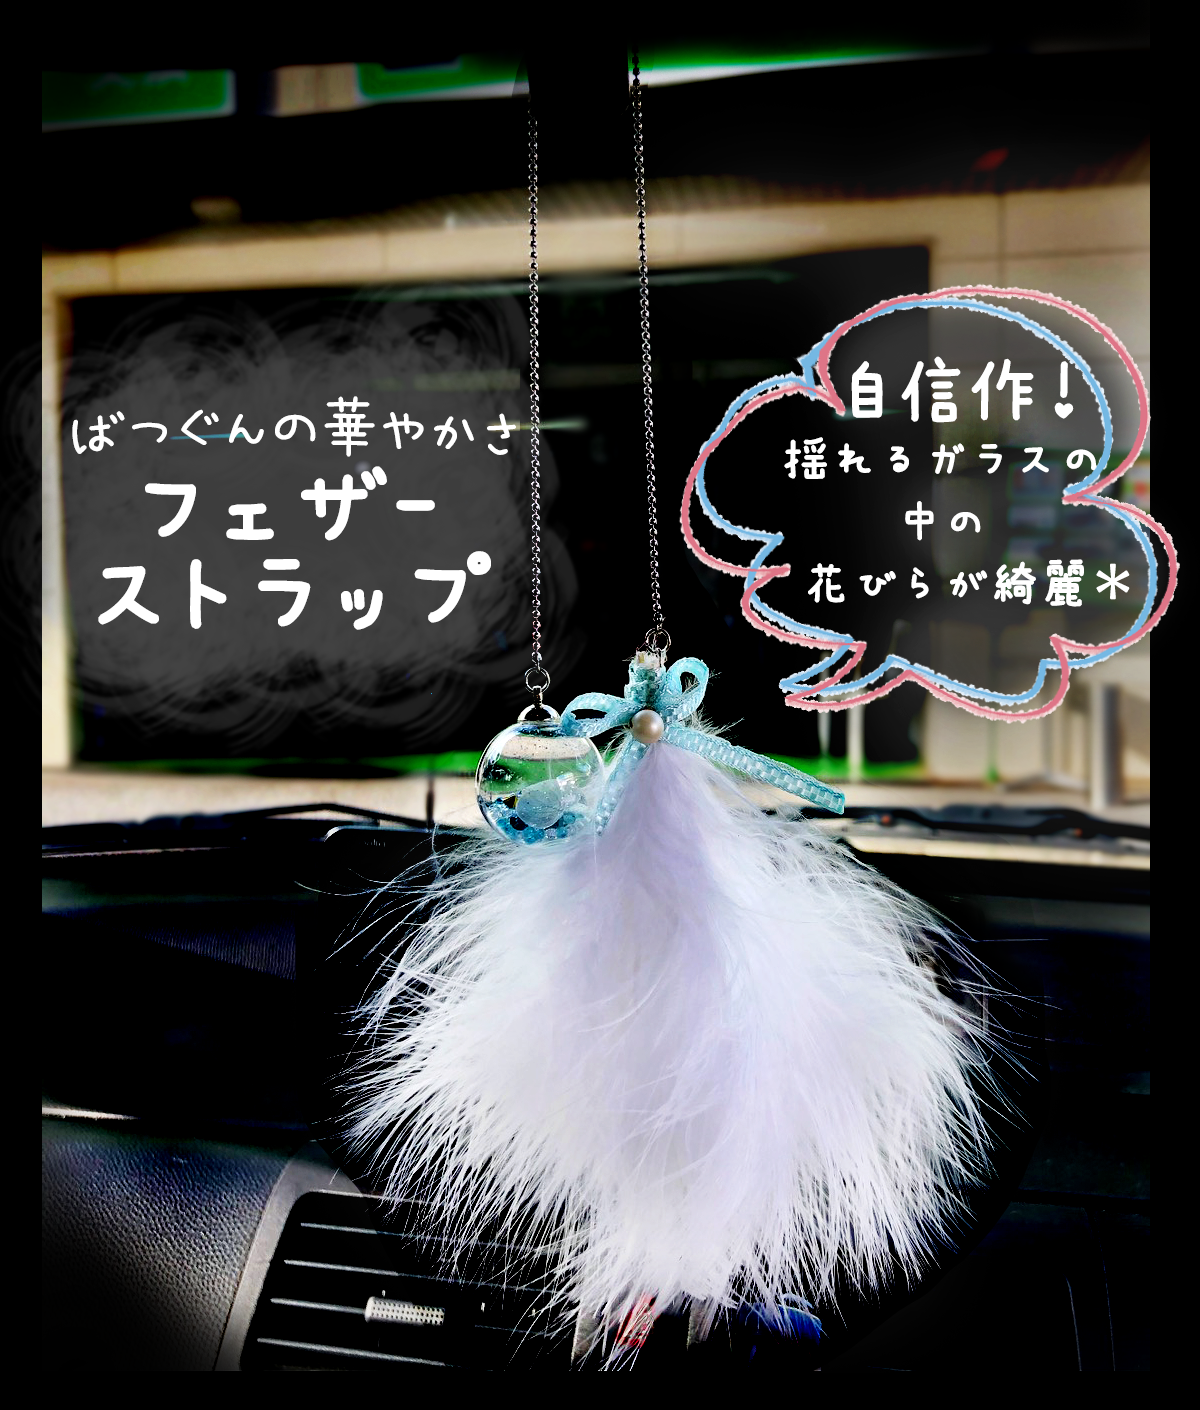 ばつぐんの華やかさ
フェザー
ストラップ
自信作!
揺れるガラスの
中の
花びらが綺麗＊